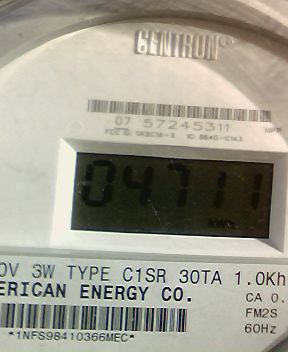 CENTRON®
07 57245311
04711
kWh
0V 3W TYPE C1SR 30TA 1.0Kh
ERICAN ENERGY CO.
CA 0.
FM2S
60Hz
*1NFS98410366MEC*